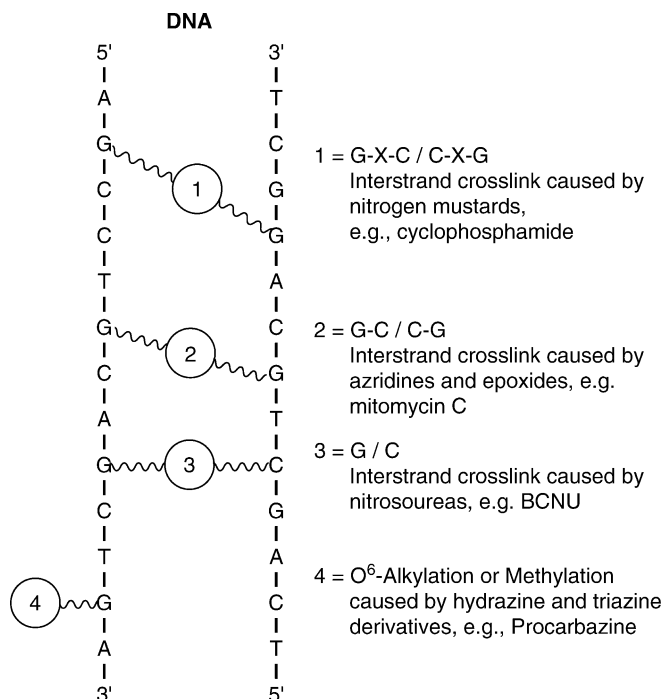 DNA
5' 3'
A T
G C
1
C G
C G
T A
G C
2
C G
A T
G 3 C
C G
T A
4 G C
A T
3' 5'
1 = G-X-C / C-X-G
Interstrand crosslink caused by
nitrogen mustards,
e.g., cyclophosphamide
2 = G-C / C-G
Interstrand crosslink caused by
azridines and epoxides, e.g.
mitomycin C
3 = G / C
Interstrand crosslink caused by
nitrosoureas, e.g. BCNU
4 = O⁶-Alkylation or Methylation
caused by hydrazine and triazine
derivatives, e.g., Procarbazine